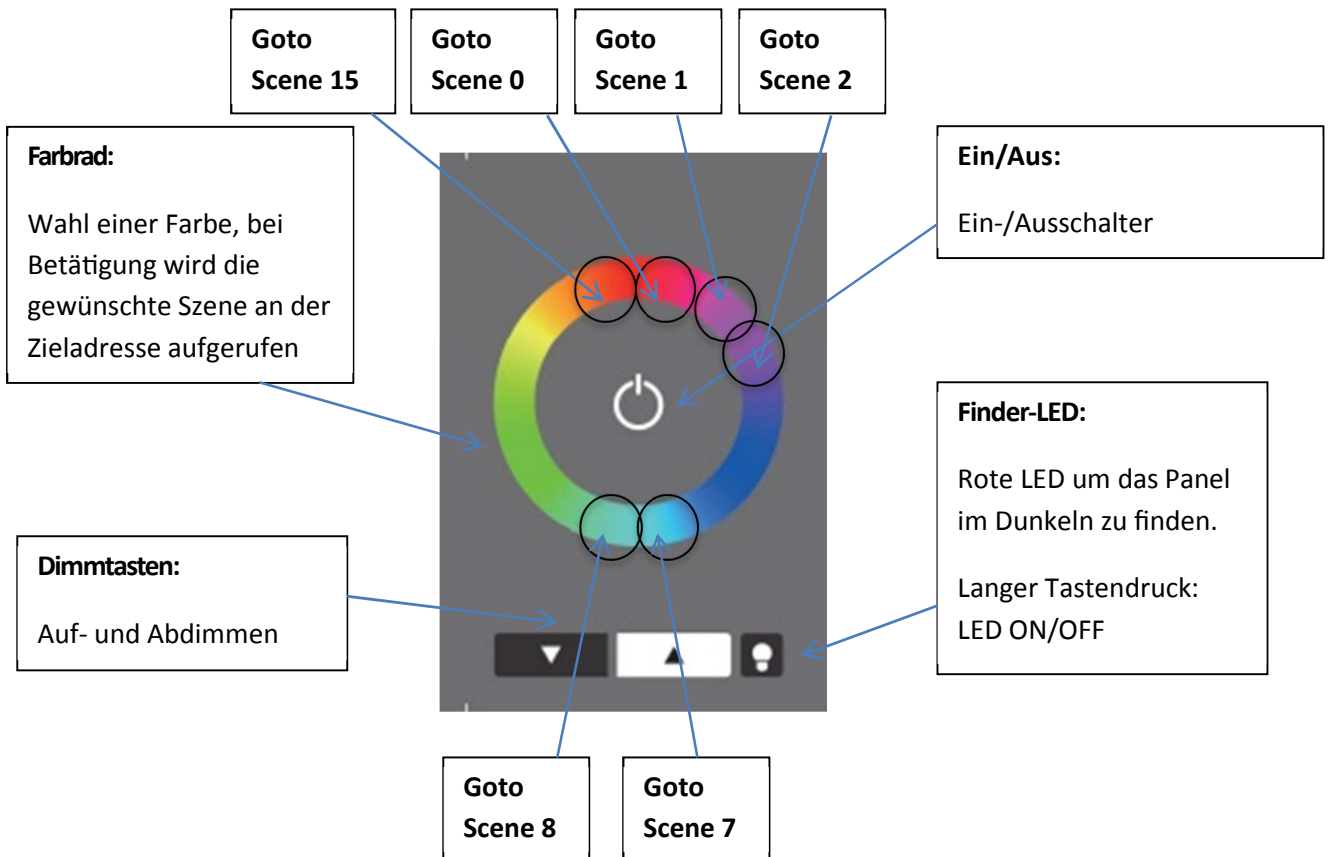 Goto
Scene 15
Goto
Scene 0
Goto
Scene 1
Goto
Scene 2
Farbrad:
Wahl einer Farbe, bei
Betätigung wird die
gewünschte Szene an der
Zieladresse aufgerufen
Ein/Aus:
Ein-/Ausschalter
Finder-LED:
Rote LED um das Panel
im Dunkeln zu finden.
Langer Tastendruck:
LED ON/OFF
Dimmtasten:
Auf- und Abdimmen
Goto
Scene 8
Goto
Scene 7